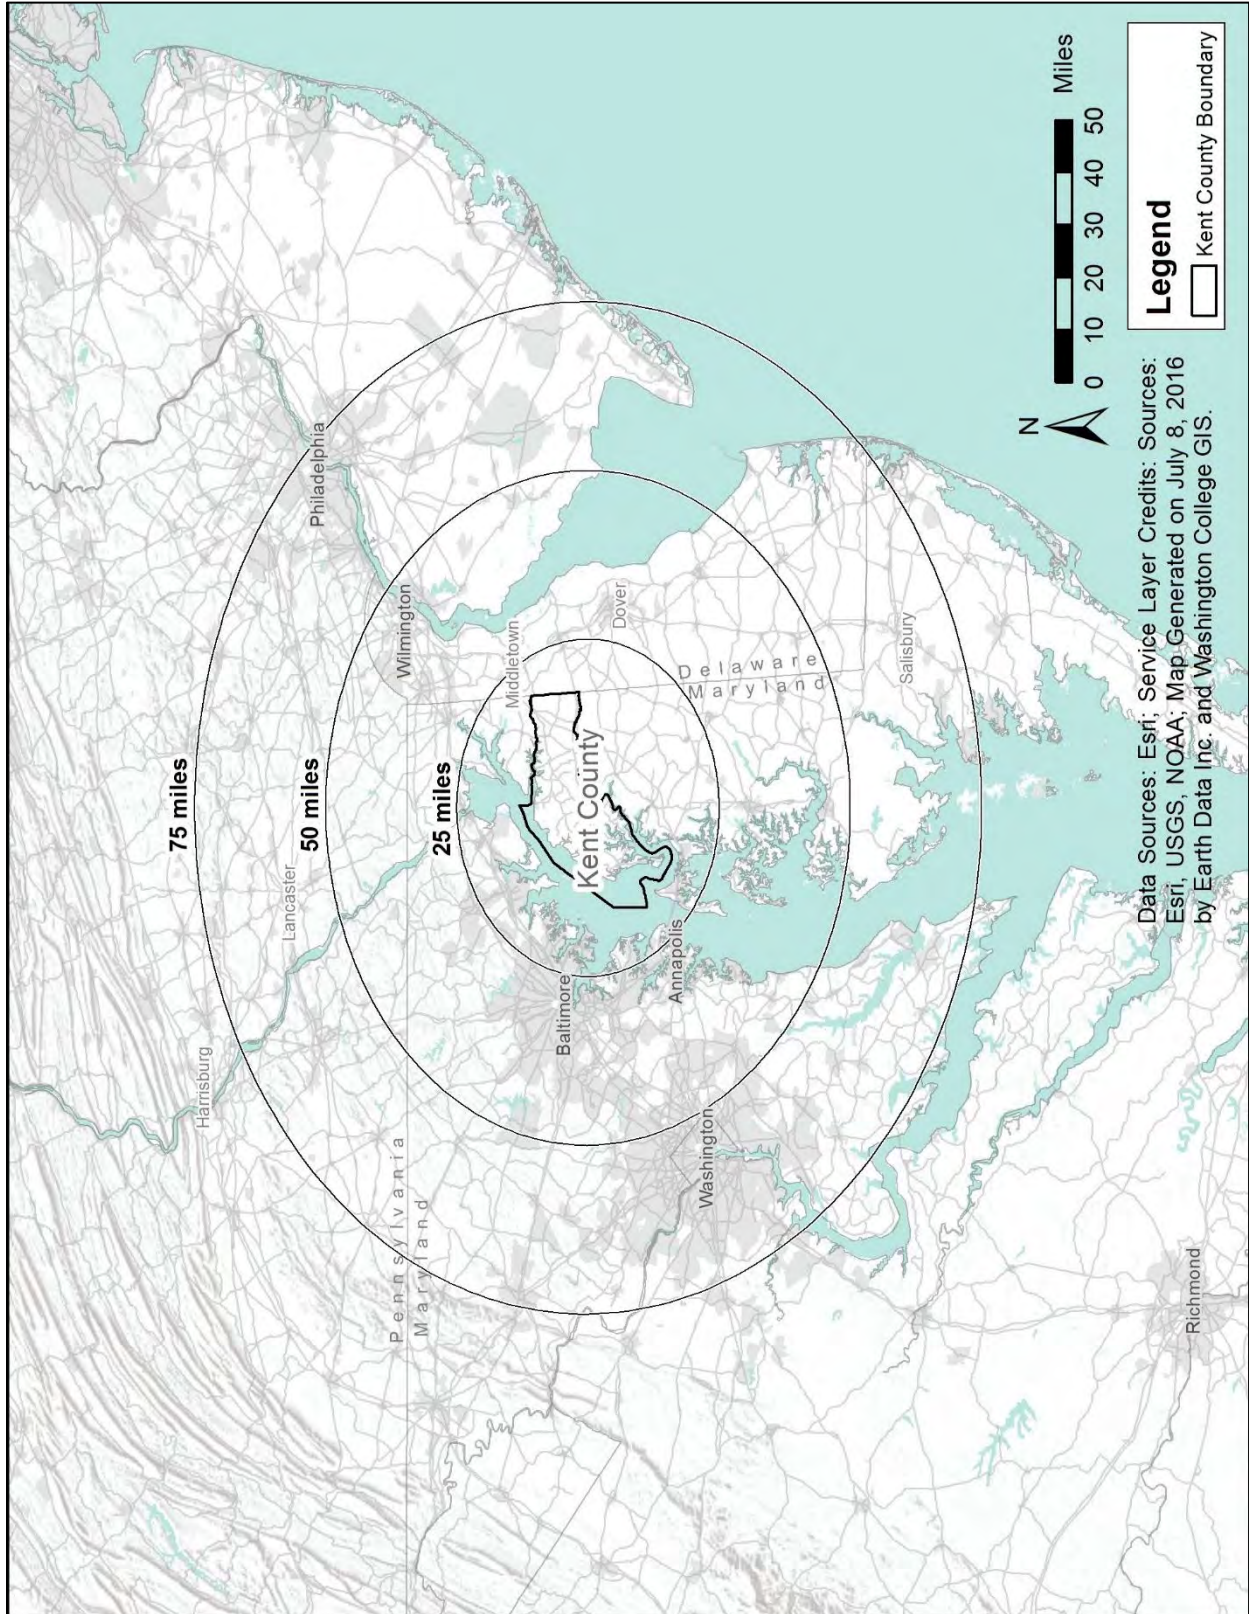 75 miles
50 miles
25 miles
Harrisburg
Lancaster
Philadelphia
Pennsylvania
Maryland
Wilmington
Middletown
Baltimore
Kent County
Dover
Annapolis
Washington
Delaware
Maryland
Salisbury
Richmond
N
0 10 20 30 40 50 Miles
Data Sources: Esri; Service Layer Credits: Sources:
Esri, USGS, NOAA; Map Generated on July 8, 2016
by Earth Data Inc. and Washington College GIS.
Legend
Kent County Boundary